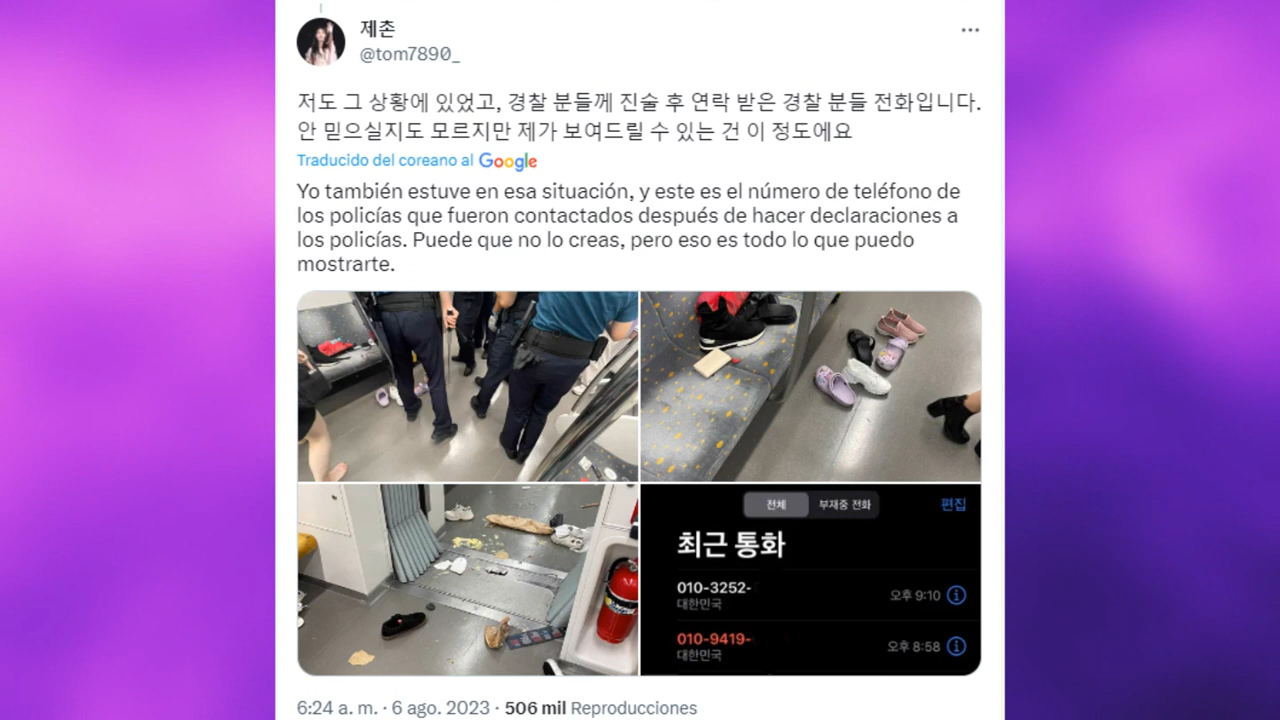 제촌
@tom7890_
저도 그 상황에 있었고, 경찰 분들께 진술 후 연락 받은 경찰 분들 전화입니다.
안 믿으실지도 모르지만 제가 보여드릴 수 있는 건 이 정도에요
Traducido del coreano al Google
Yo también estuve en esa situación, y este es el número de teléfono de
los policías que fueron contactados después de hacer declaraciones a
los policías. Puede que no lo creas, pero eso es todo lo que puedo
mostrarte.
전체 부재중 전화 편집
최근 통화
010-3252-
대한민국
오후 9:10
010-9419-
대한민국
오후 8:58
6:24 a. m. · 6 ago. 2023 · 506 mil Reproducciones